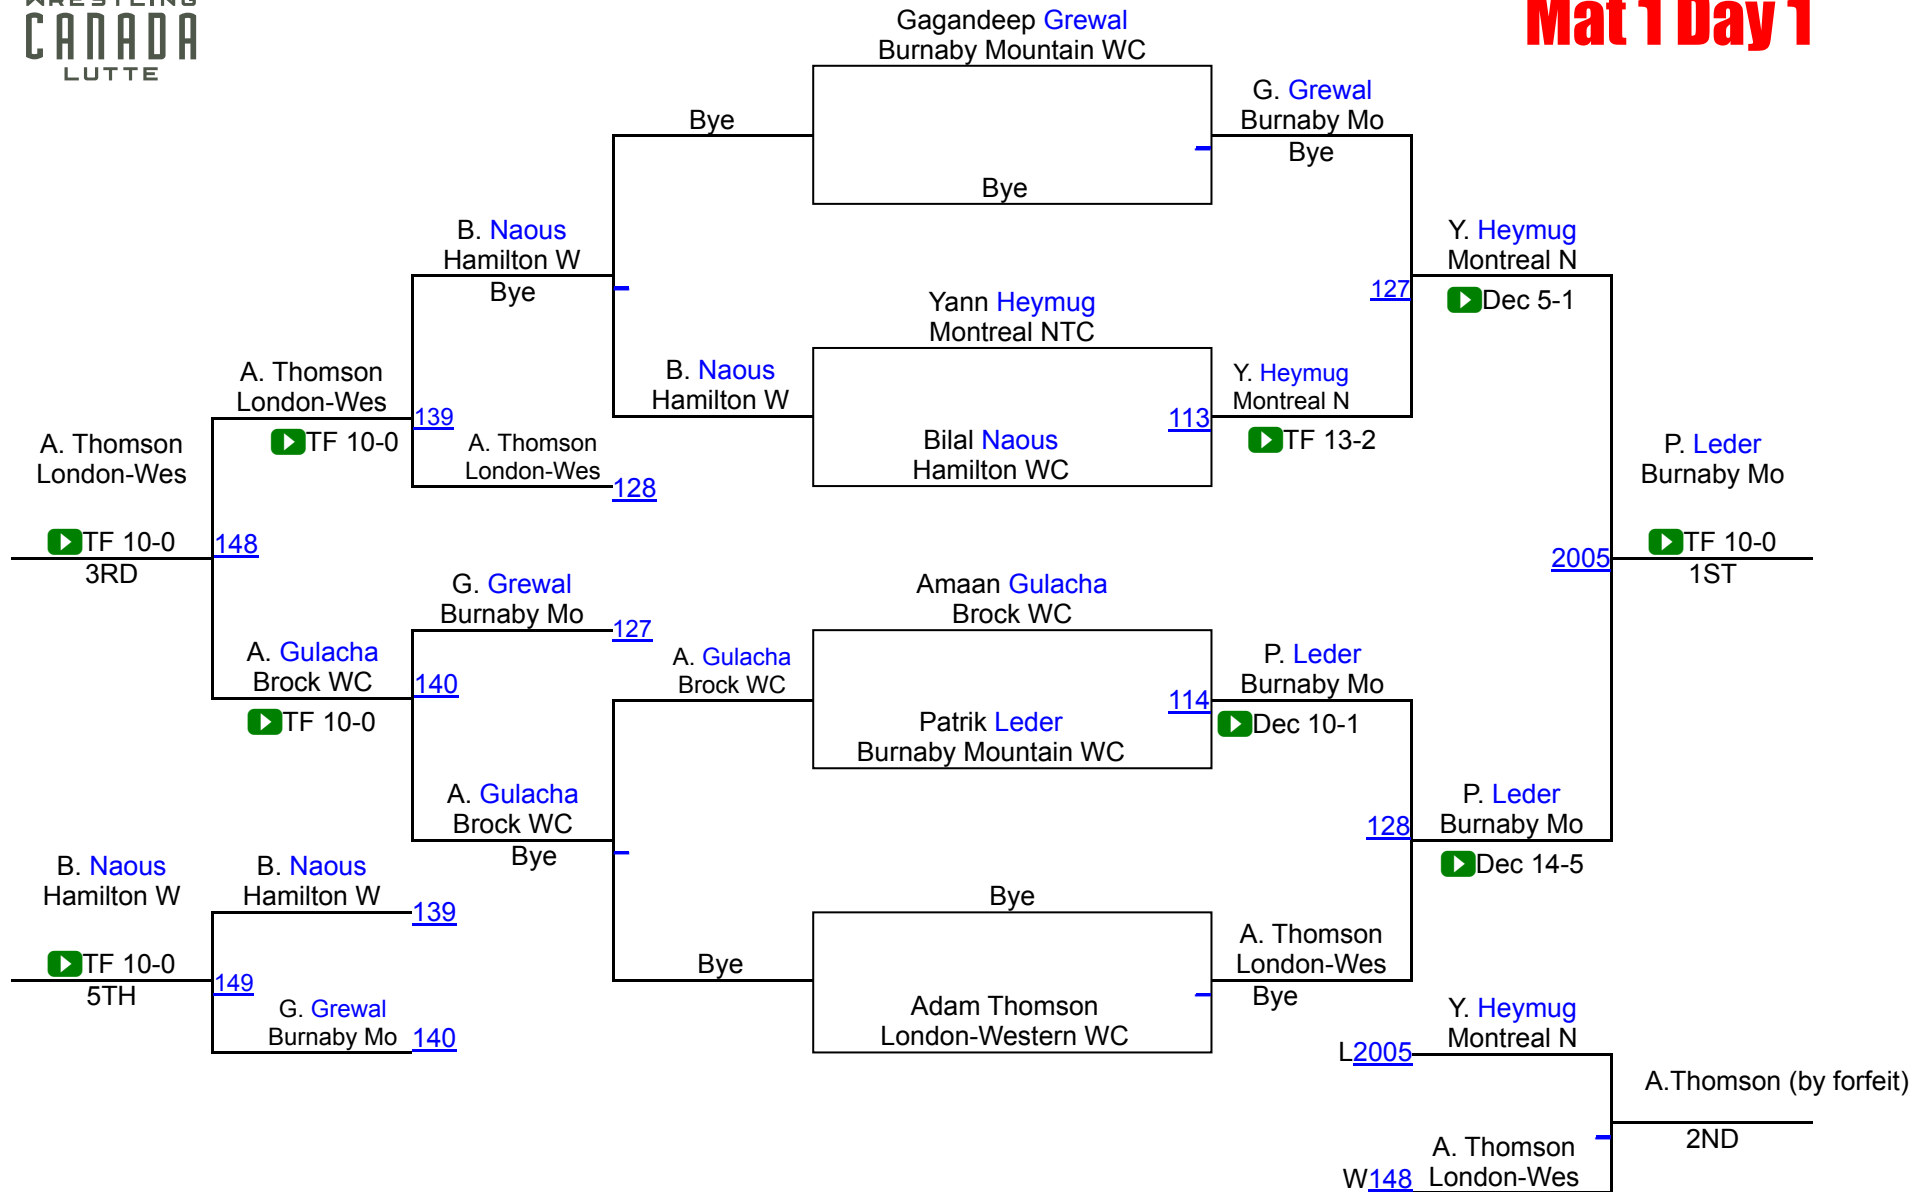 WRESTLING
CANADA
LUTTE
Mat 1 Day 1
Gagandeep Grewal
Burnaby Mountain WC
Bye
Bye
G. Grewal
Burnaby Mo
Bye
B. Naous
Hamilton W
Bye
Y. Heymug
Montreal N
127
Dec 5-1
Yann Heymug
Montreal NTC
B. Naous
Hamilton W
Bilal Naous
Hamilton WC
113
Y. Heymug
Montreal N
TF 13-2
A. Thomson
London-Wes
139
TF 10-0
A. Thomson
London-Wes
128
A. Thomson
London-Wes
TF 10-0
148
3RD
P. Leder
Burnaby Mo
2005
TF 10-0
1ST
G. Grewal
Burnaby Mo
127
A. Gulacha
Brock WC
140
TF 10-0
A. Gulacha
Brock WC
Amaan Gulacha
Brock WC
Patrik Leder
Burnaby Mountain WC
114
P. Leder
Burnaby Mo
Dec 10-1
A. Gulacha
Brock WC
Bye
128
P. Leder
Burnaby Mo
Dec 14-5
B. Naous
Hamilton W
B. Naous
Hamilton W
139
TF 10-0
149
5TH
G. Grewal
Burnaby Mo
140
Bye
Bye
Adam Thomson
London-Western WC
A. Thomson
London-Wes
Bye
Y. Heymug
Montreal N
L2005
A.Thomson (by forfeit)
2ND
A. Thomson
London-Wes
W148